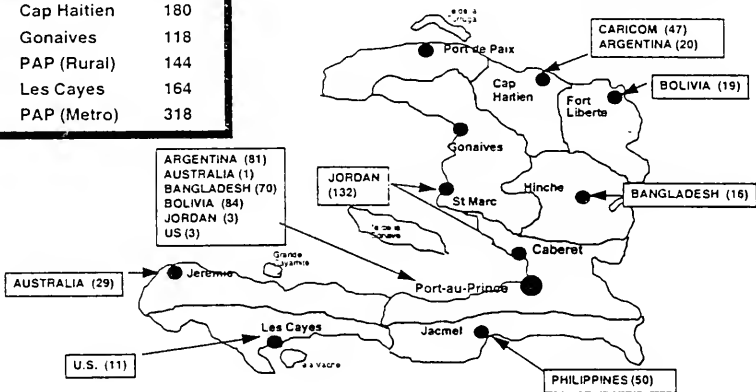 Cap Haitien 180
Gonaives 118
PAP (Rural) 144
Les Cayes 164
PAP (Metro) 318
Port de Paix
CARICOM (47)
ARGENTINA (20)
Cap
Haitien
Fort
Liberte
BOLIVIA (19)
Gonaives
ARGENTINA (81)
AUSTRALIA (1)
BANGLADESH (70)
BOLIVIA (84)
JORDAN (3)
US (3)
JORDAN
(132)
St Marc
Hinche
BANGLADESH (16)
Caberet
Grande
AUSTRALIA (29)
Jeremie
Port-au-Prince
Les Cayes
Jacmel
U.S. (11)
PHILIPPINES (50)